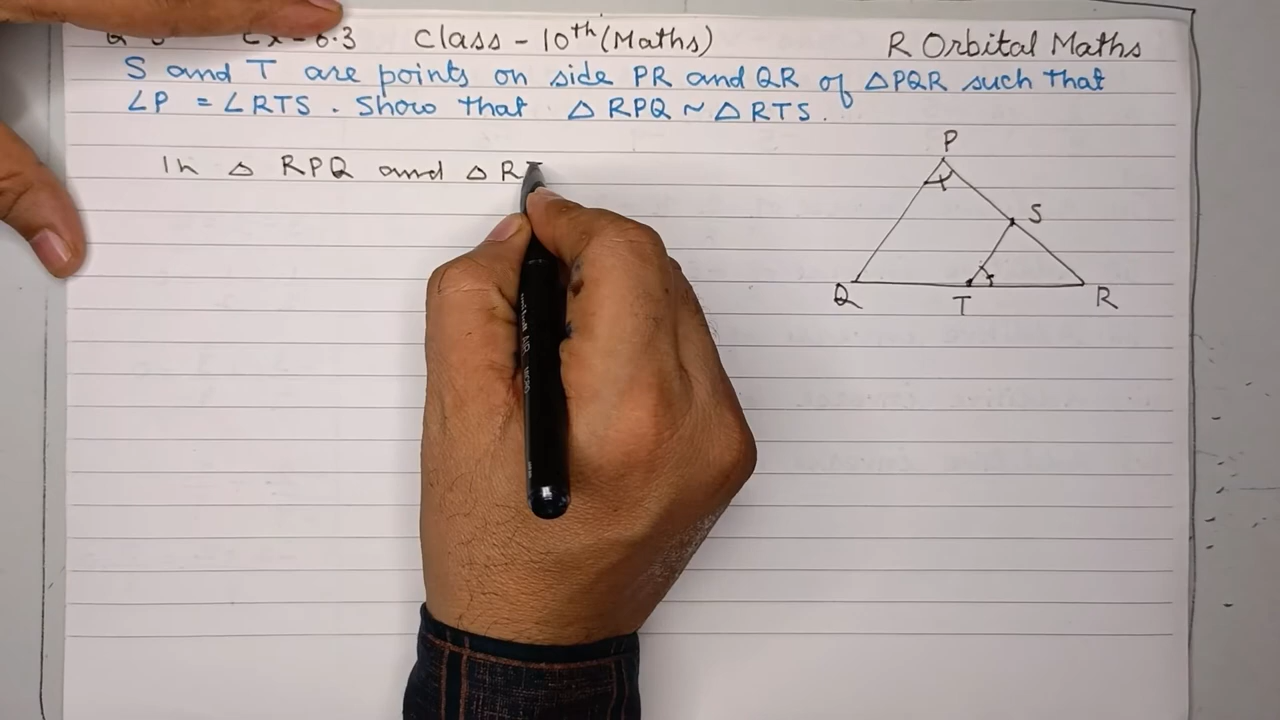 Ex-6.3 Class - 10th (Maths) R Orbital Maths
S and T are points on side PR and QR of △PQR such that
∠P = ∠RTS. Show that △RPQ ~ △RTS.
In △ RPQ and △ RT
P
S
Q
T
R